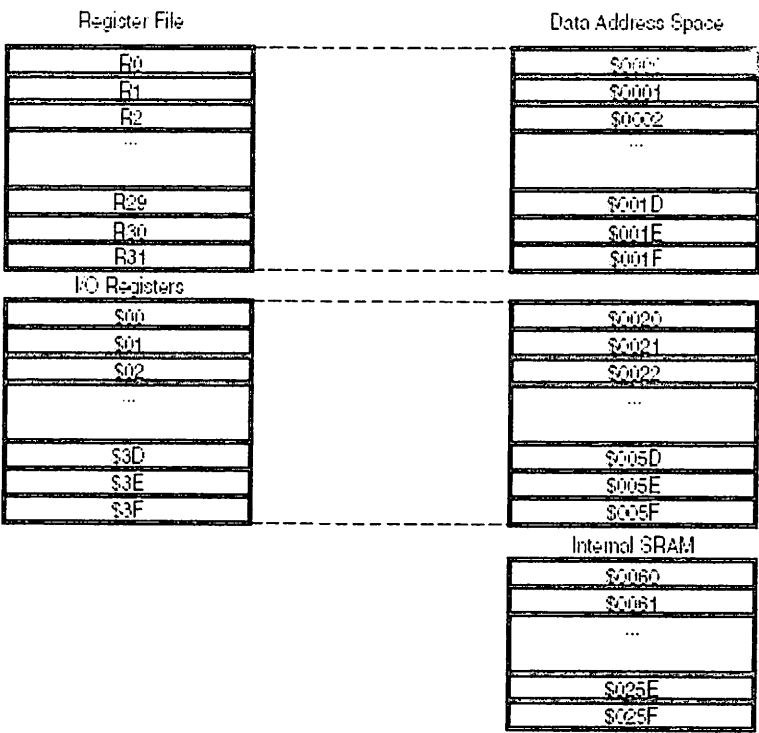 Register File
Data Address Space
R0
R1
R2
...
R29
R30
R31
$0001
$0002
...
$001D
$001E
$001F
I/O Registers
$00
$01
$02
...
$3D
$3E
$3F
$0020
$0021
$0022
...
$005D
$005E
$005F
Internal SRAM
$0060
$0061
...
$025E
$025F